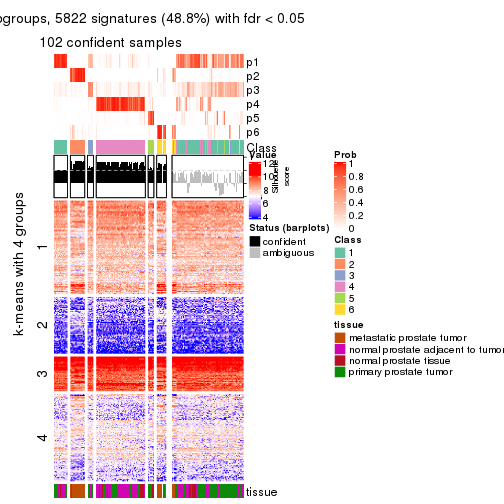 ogroups, 5822 signatures (48.8%) with fdr < 0.05
102 confident samples
p1
p2
p3
p4
p5
p6
Class
silhouette
score
k-means with 4 groups
1
2
3
4
tissue
Value
12
10
8
6
4
Status (barplots)
confident
ambiguous
Prob
1
0.8
0.6
0.4
0.2
0
Class
1
2
3
4
5
6
tissue
metastatic prostate tumor
normal prostate adjacent to tumor
normal prostate tissue
primary prostate tumor